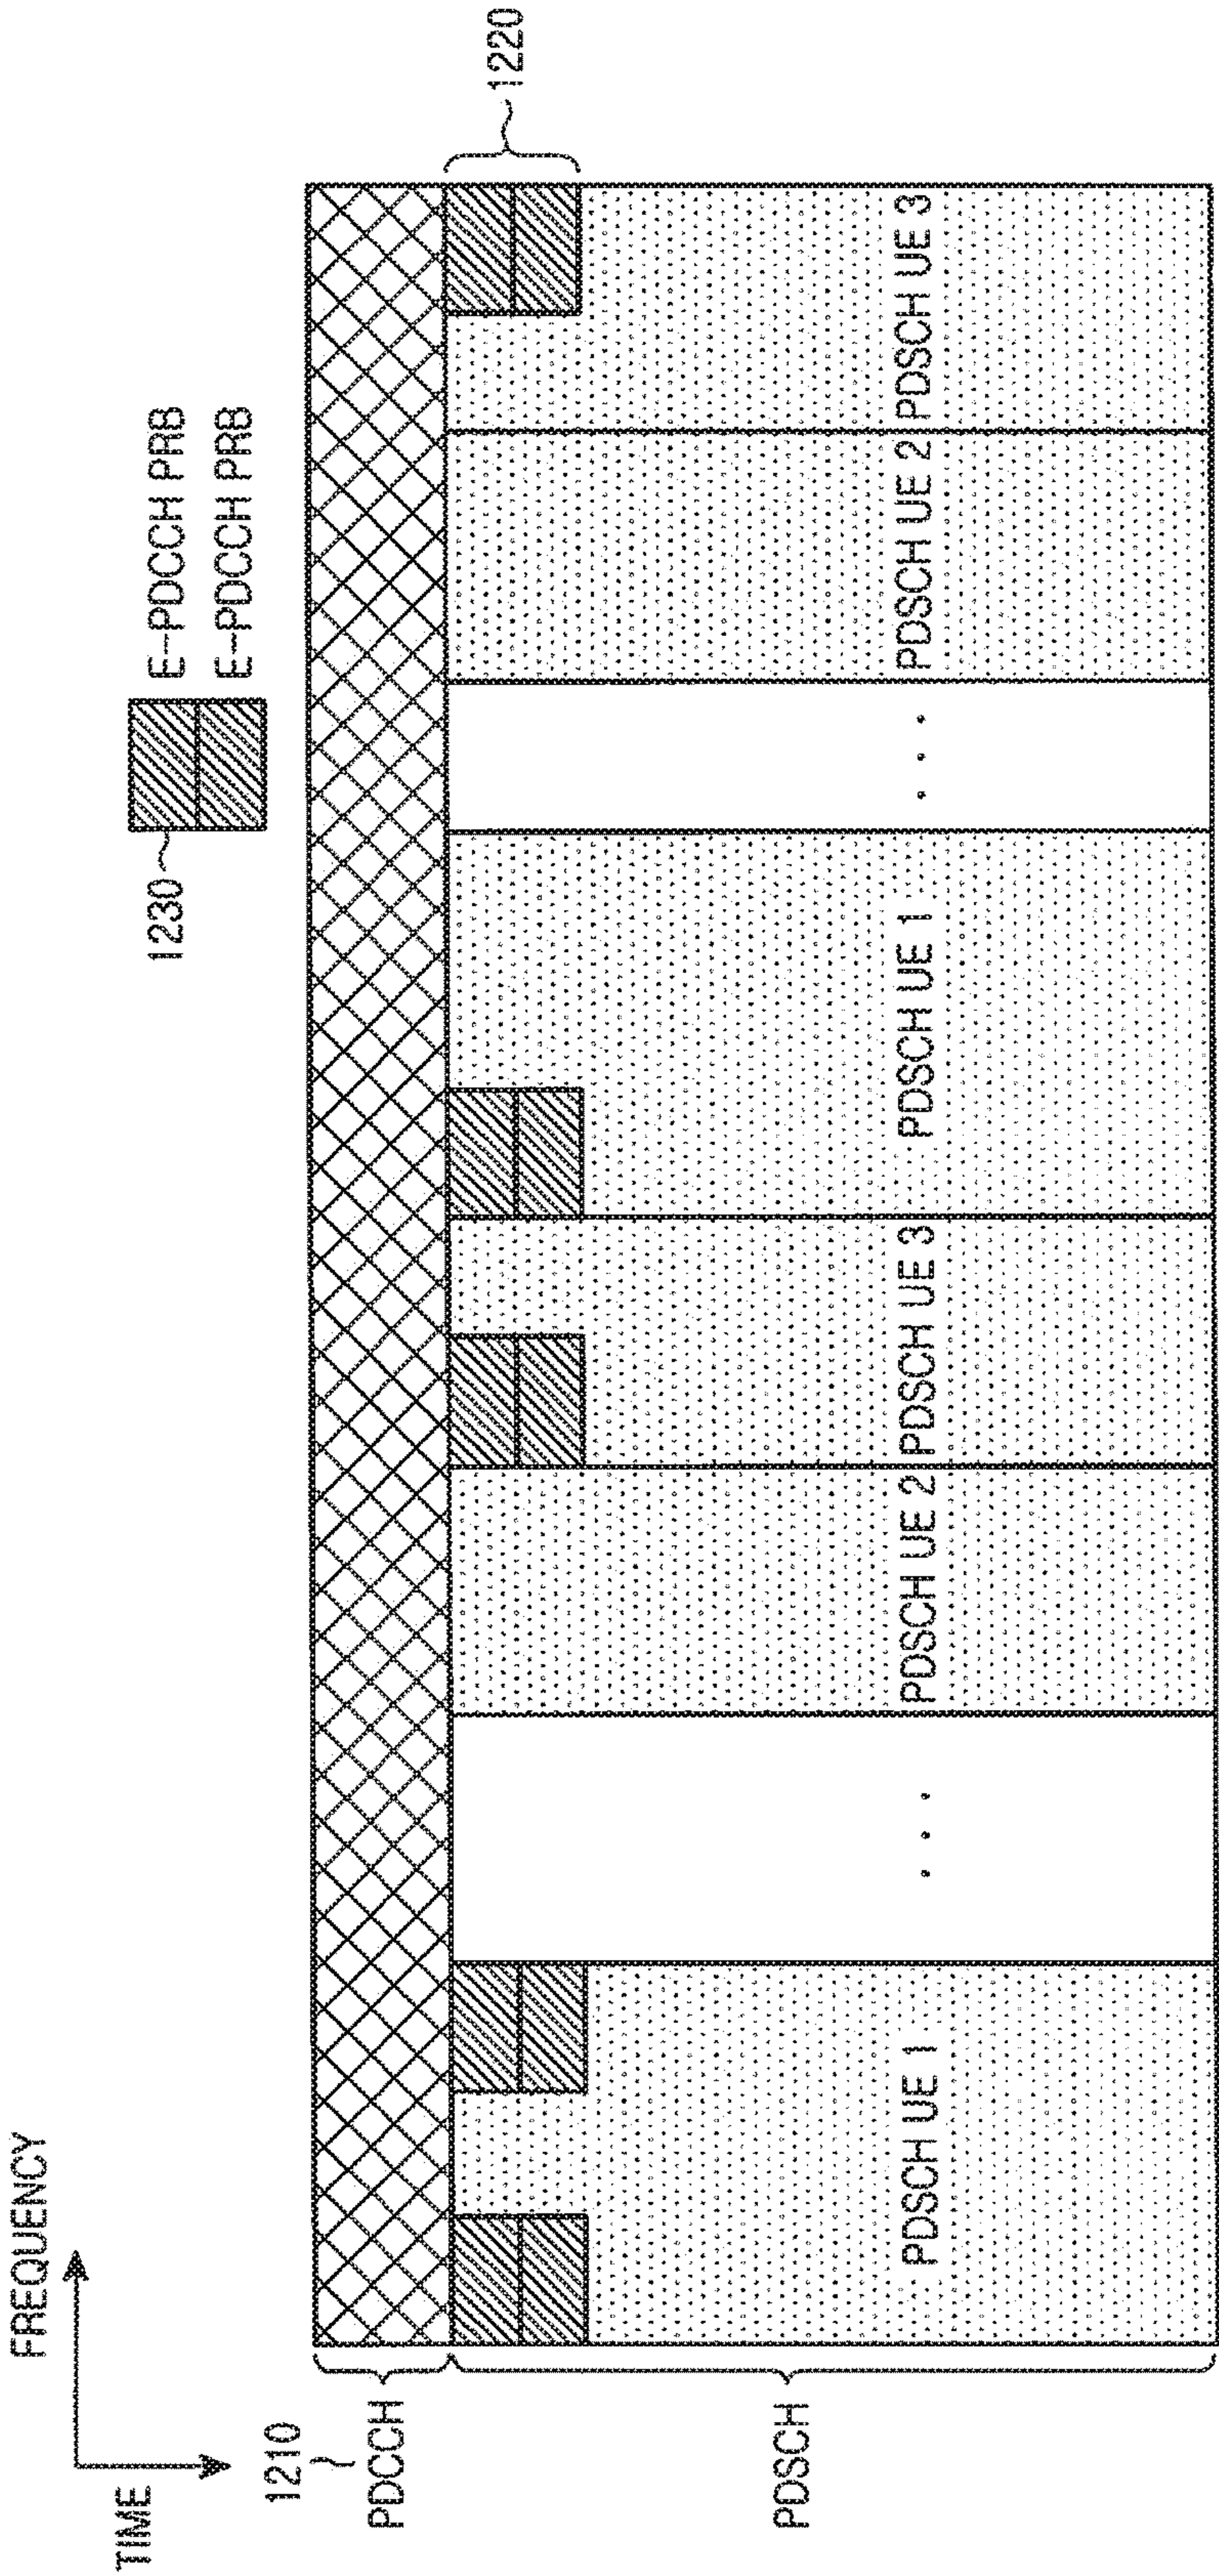 FREQUENCY
TIME
1230
E-PDCCH PRB
E-PDCCH PRB
1210
PDCCH
1220
PDSCH
PDSCH UE 1
. . .
PDSCH UE 2
PDSCH UE 3
PDSCH UE 1
. . .
PDSCH UE 2
PDSCH UE 3